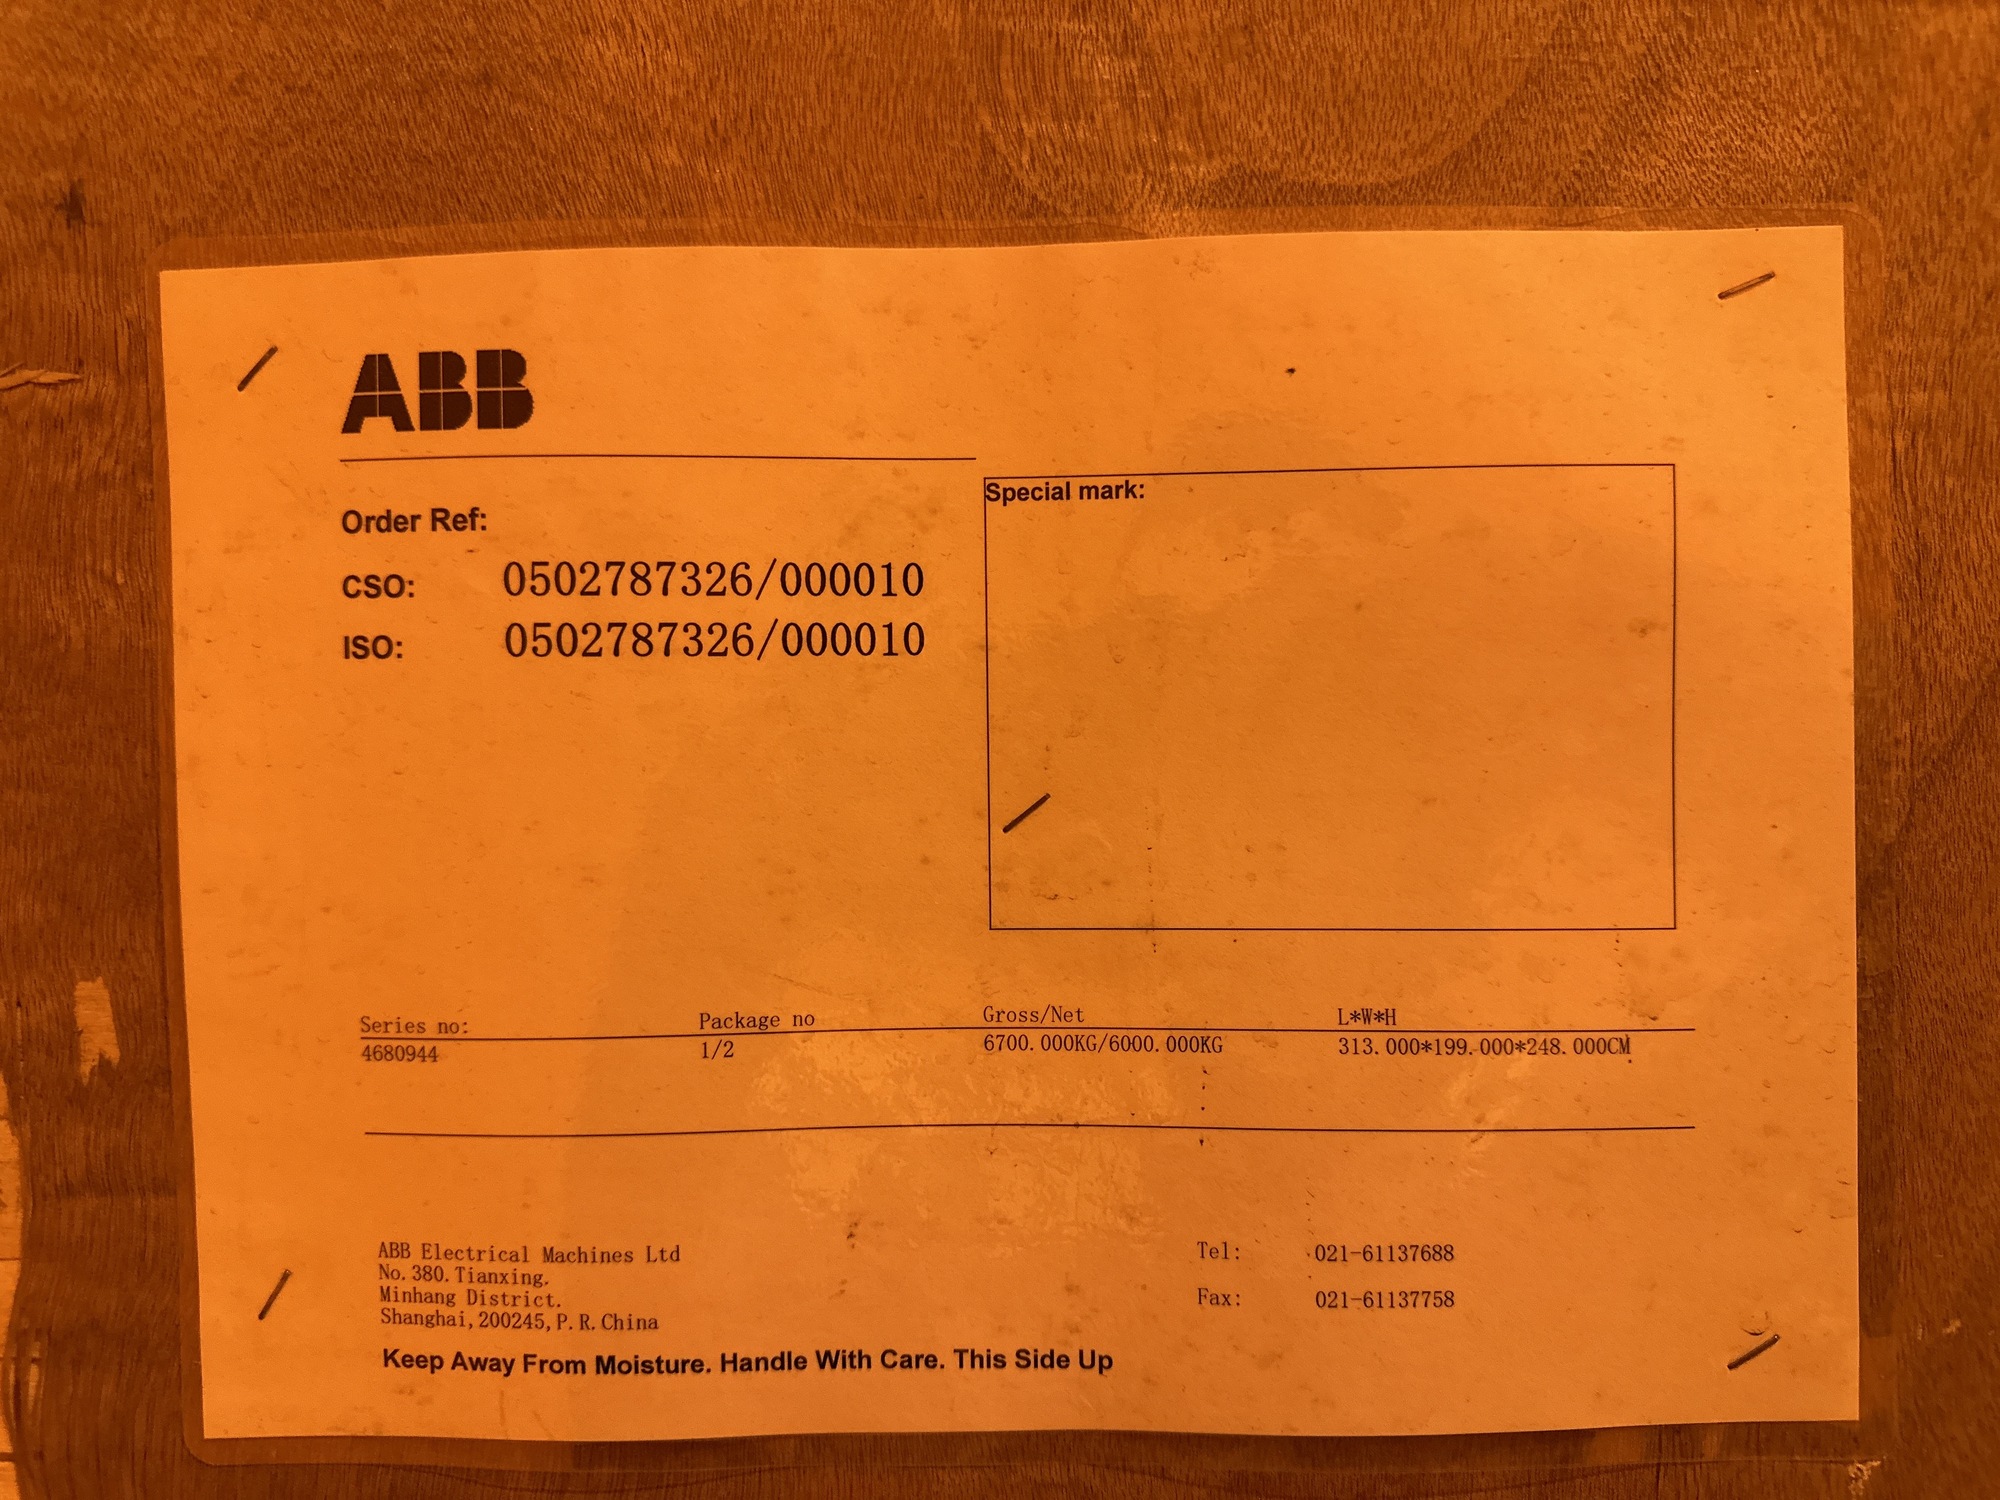 ABB
Order Ref:
CSO: 0502787326/000010
ISO: 0502787326/000010
Special mark:
Series no: Package no Gross/Net L*W*H
4680944 1/2 6700.000KG/6000.000KG 313.000*199.000*248.000CM
ABB Electrical Machines Ltd
No.380.Tianxing.
Minhang District.
Shanghai,200245,P.R.China
Tel: 021-61137688
Fax: 021-61137758
Keep Away From Moisture. Handle With Care. This Side Up